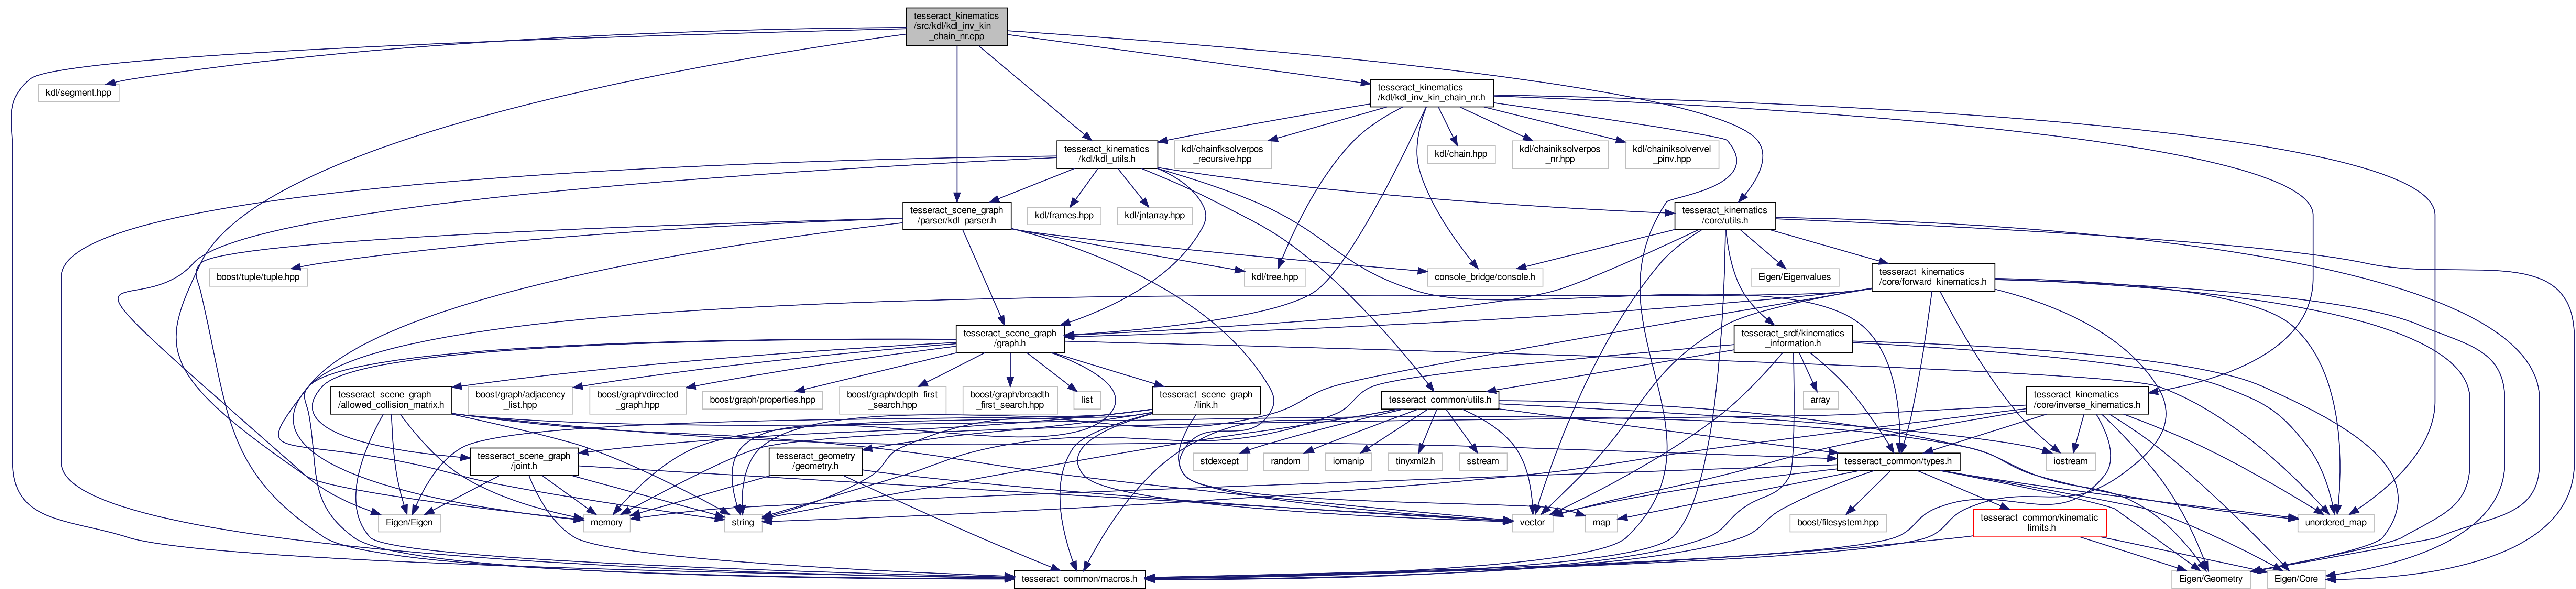 tesseract_kinematics
/src/kdl/kdl_inv_kin
_chain_nr.cpp
kdl/segment.hpp
tesseract_kinematics
/kdl/kdl_inv_kin_chain_nr.h
tesseract_kinematics
/kdl/kdl_utils.h
kdl/chainfksolverpos
_recursive.hpp
kdl/chain.hpp
kdl/chainiksolverpos
_nr.hpp
kdl/chainiksolvervel
_pinv.hpp
tesseract_scene_graph
/parser/kdl_parser.h
kdl/frames.hpp
kdl/jntarray.hpp
tesseract_kinematics
/core/utils.h
boost/tuple/tuple.hpp
kdl/tree.hpp
console_bridge/console.h
Eigen/Eigenvalues
tesseract_kinematics
/core/forward_kinematics.h
tesseract_scene_graph
/graph.h
tesseract_srdf/kinematics
_information.h
tesseract_scene_graph
/allowed_collision_matrix.h
boost/graph/adjacency
_list.hpp
boost/graph/directed
_graph.hpp
boost/graph/properties.hpp
boost/graph/depth_first
_search.hpp
boost/graph/breadth
_first_search.hpp
list
tesseract_scene_graph
/link.h
tesseract_common/utils.h
array
tesseract_kinematics
/core/inverse_kinematics.h
tesseract_scene_graph
/joint.h
tesseract_geometry
/geometry.h
stdexcept
random
iomanip
tinyxml2.h
sstream
tesseract_common/types.h
iostream
Eigen/Eigen
memory
string
vector
map
boost/filesystem.hpp
tesseract_common/kinematic
_limits.h
unordered_map
tesseract_common/macros.h
Eigen/Geometry
Eigen/Core